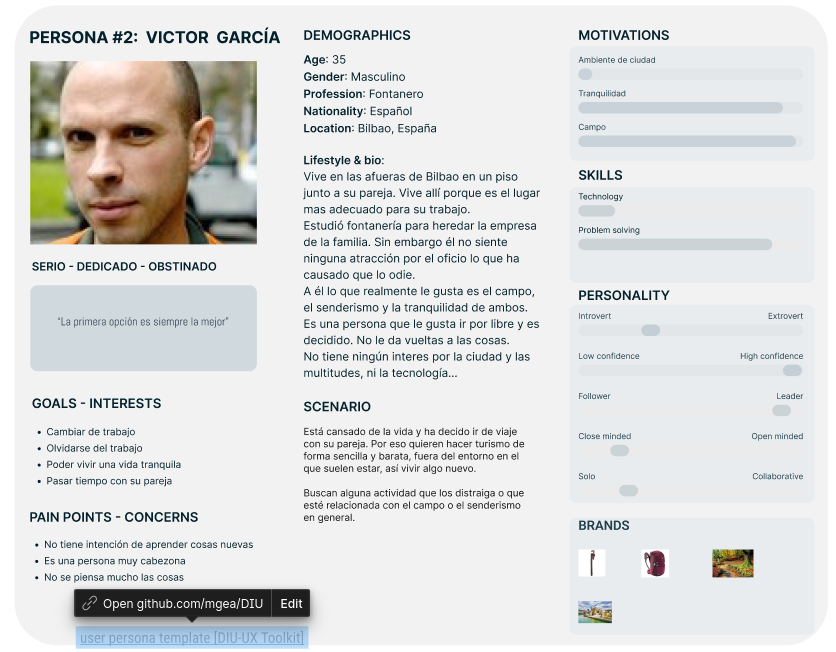 PERSONA #2: VICTOR GARCÍA
SERIO - DEDICADO - OBSTINADO
"La primera opción es siempre la mejor"
GOALS - INTERESTS
• Cambiar de trabajo
• Olvidarse del trabajo
• Poder vivir una vida tranquila
• Pasar tiempo con su pareja
PAIN POINTS - CONCERNS
• No tiene intención de aprender cosas nuevas
• Es una persona muy cabezona
• No se piensa mucho las cosas
Open github.com/mgea/DIU Edit
user persona template [DIU-UX Toolkit]
DEMOGRAPHICS
Age: 35
Gender: Masculino
Profession: Fontanero
Nationality: Español
Location: Bilbao, España
Lifestyle & bio:
Vive en las afueras de Bilbao en un piso
junto a su pareja. Vive allí porque es el lugar
mas adecuado para su trabajo.
Estudió fontanería para heredar la empresa
de la familia. Sin embargo él no siente
ninguna atracción por el oficio lo que ha
causado que lo odie.
A él lo que realmente le gusta es el campo,
el senderismo y la tranquilidad de ambos.
Es una persona que le gusta ir por libre y es
decidido. No le da vueltas a las cosas.
No tiene ningún interes por la ciudad y las
multitudes, ni la tecnología...
SCENARIO
Está cansado de la vida y ha decido ir de viaje
con su pareja. Por eso quieren hacer turismo de
forma sencilla y barata, fuera del entorno en el
que suelen estar, así vivir algo nuevo.
Buscan alguna actividad que los distraiga o que
esté relacionada con el campo o el senderismo
en general.
MOTIVATIONS
Ambiente de ciudad
Tranquilidad
Campo
SKILLS
Technology
Problem solving
PERSONALITY
Introvert Extrovert
Low confidence High confidence
Follower Leader
Close minded Open minded
Solo Collaborative
BRANDS